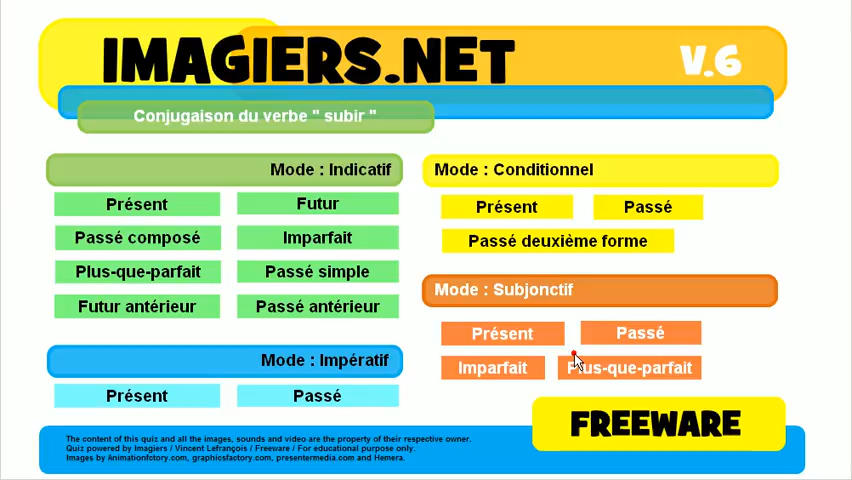 IMAGIERS.NET
V.6
Conjugaison du verbe " subir "
Mode : Indicatif
Présent
Futur
Passé composé
Imparfait
Plus-que-parfait
Passé simple
Futur antérieur
Passé antérieur
Mode : Impératif
Présent
Passé
Mode : Conditionnel
Présent
Passé
Passé deuxième forme
Mode : Subjonctif
Présent
Passé
Imparfait
Plus-que-parfait
FREEWARE
The content of this quiz and all the images, sounds and video are the property of their respective owner.
Quiz powered by Imagiers / Vincent Lefrançois / Freeware / For educational purpose only.
Images by Animationfctory.com, graphicsfactory.com, presentermedia.com and Hemera.